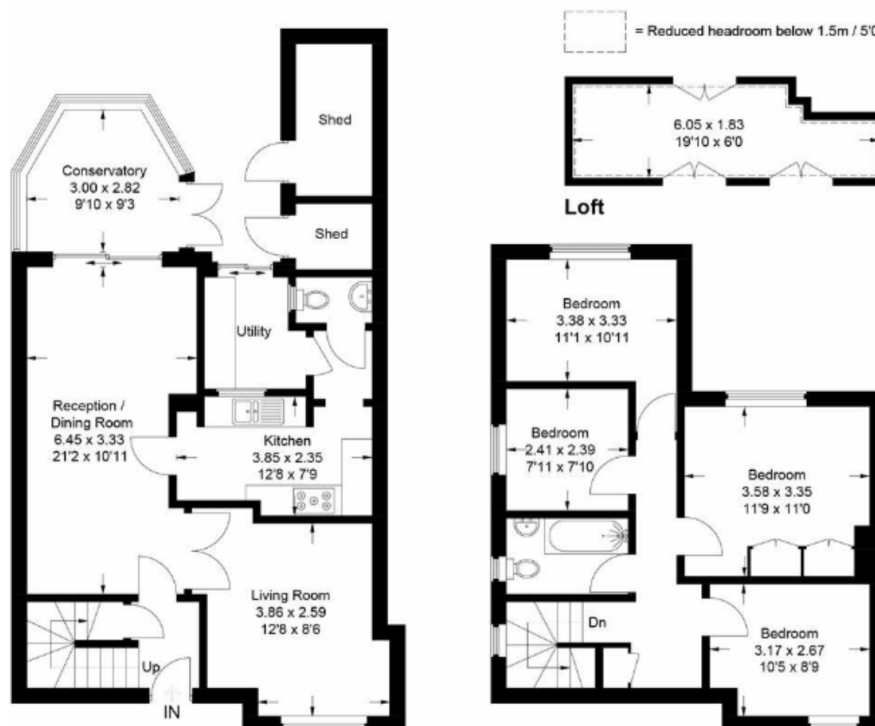 = Reduced headroom below 1.5m / 5'0
Shed
6.05 x 1.83
19'10 x 6'0
Loft
Conservatory
3.00 x 2.82
9'10 x 9'3
Shed
Utility
Reception /
Dining Room
6.45 x 3.33
21'2 x 10'11
Kitchen
3.85 x 2.35
12'8 x 7'9
Living Room
3.86 x 2.59
12'8 x 8'6
Up
IN
Bedroom
3.38 x 3.33
11'1 x 10'11
Bedroom
2.41 x 2.39
7'11 x 7'10
Bedroom
3.58 x 3.35
11'9 x 11'0
Dn
Bedroom
3.17 x 2.67
10'5 x 8'9